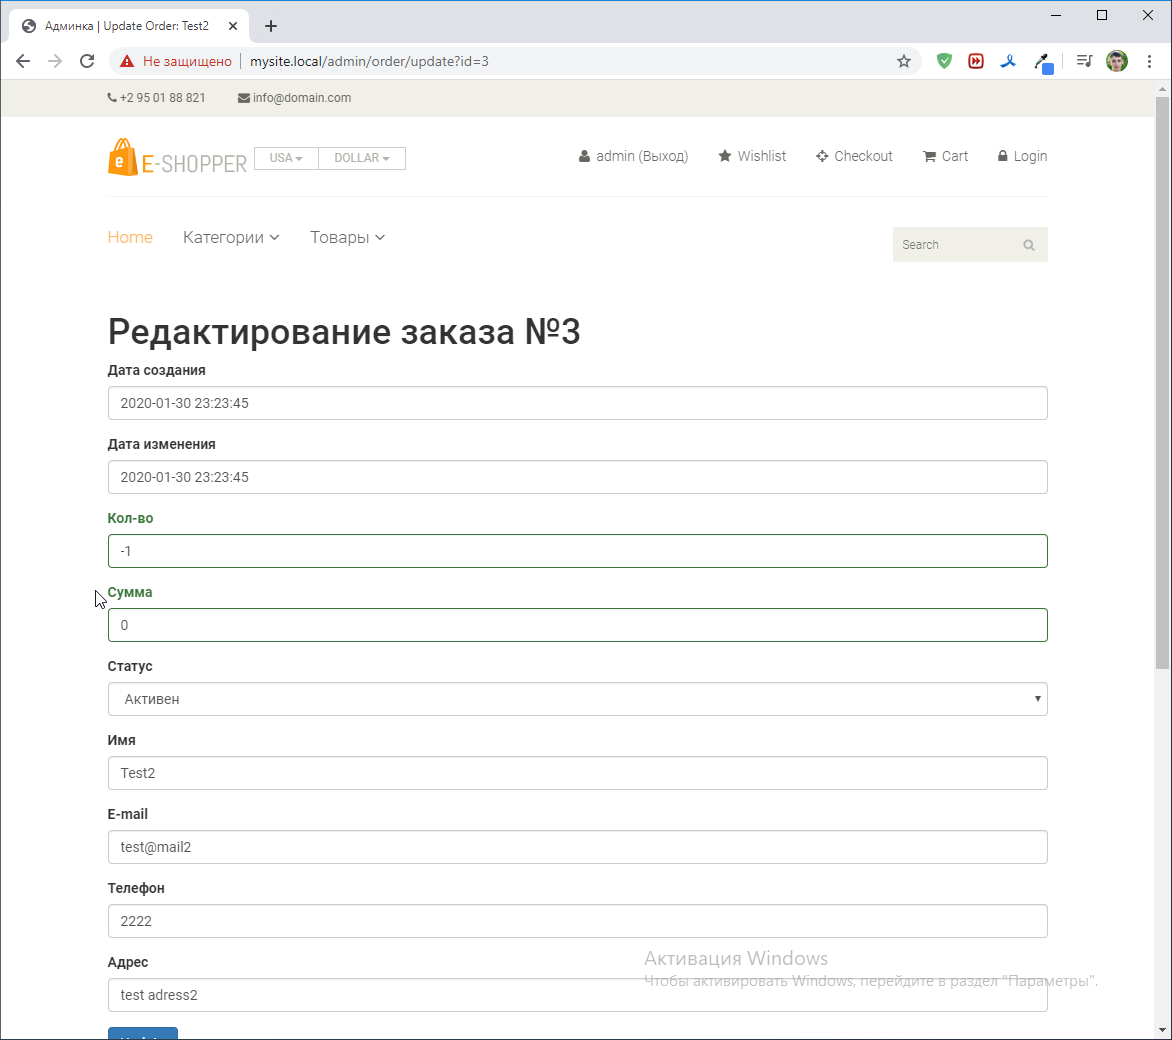 Админка | Update Order: Test2
Не защищено | mysite.local/admin/order/update?id=3
+2 95 01 88 821 info@domain.com
E-SHOPPER USA DOLLAR admin (Выход) Wishlist Checkout Cart Login
Home Категории Товары Search
Редактирование заказа №3
Дата создания
2020-01-30 23:23:45
Дата изменения
2020-01-30 23:23:45
Кол-во
-1
Сумма
0
Статус
Активен
Имя
Test2
E-mail
test@mail2
Телефон
2222
Адрес
test adress2
Активация Windows
Чтобы активировать Windows, перейдите в раздел "Параметры".